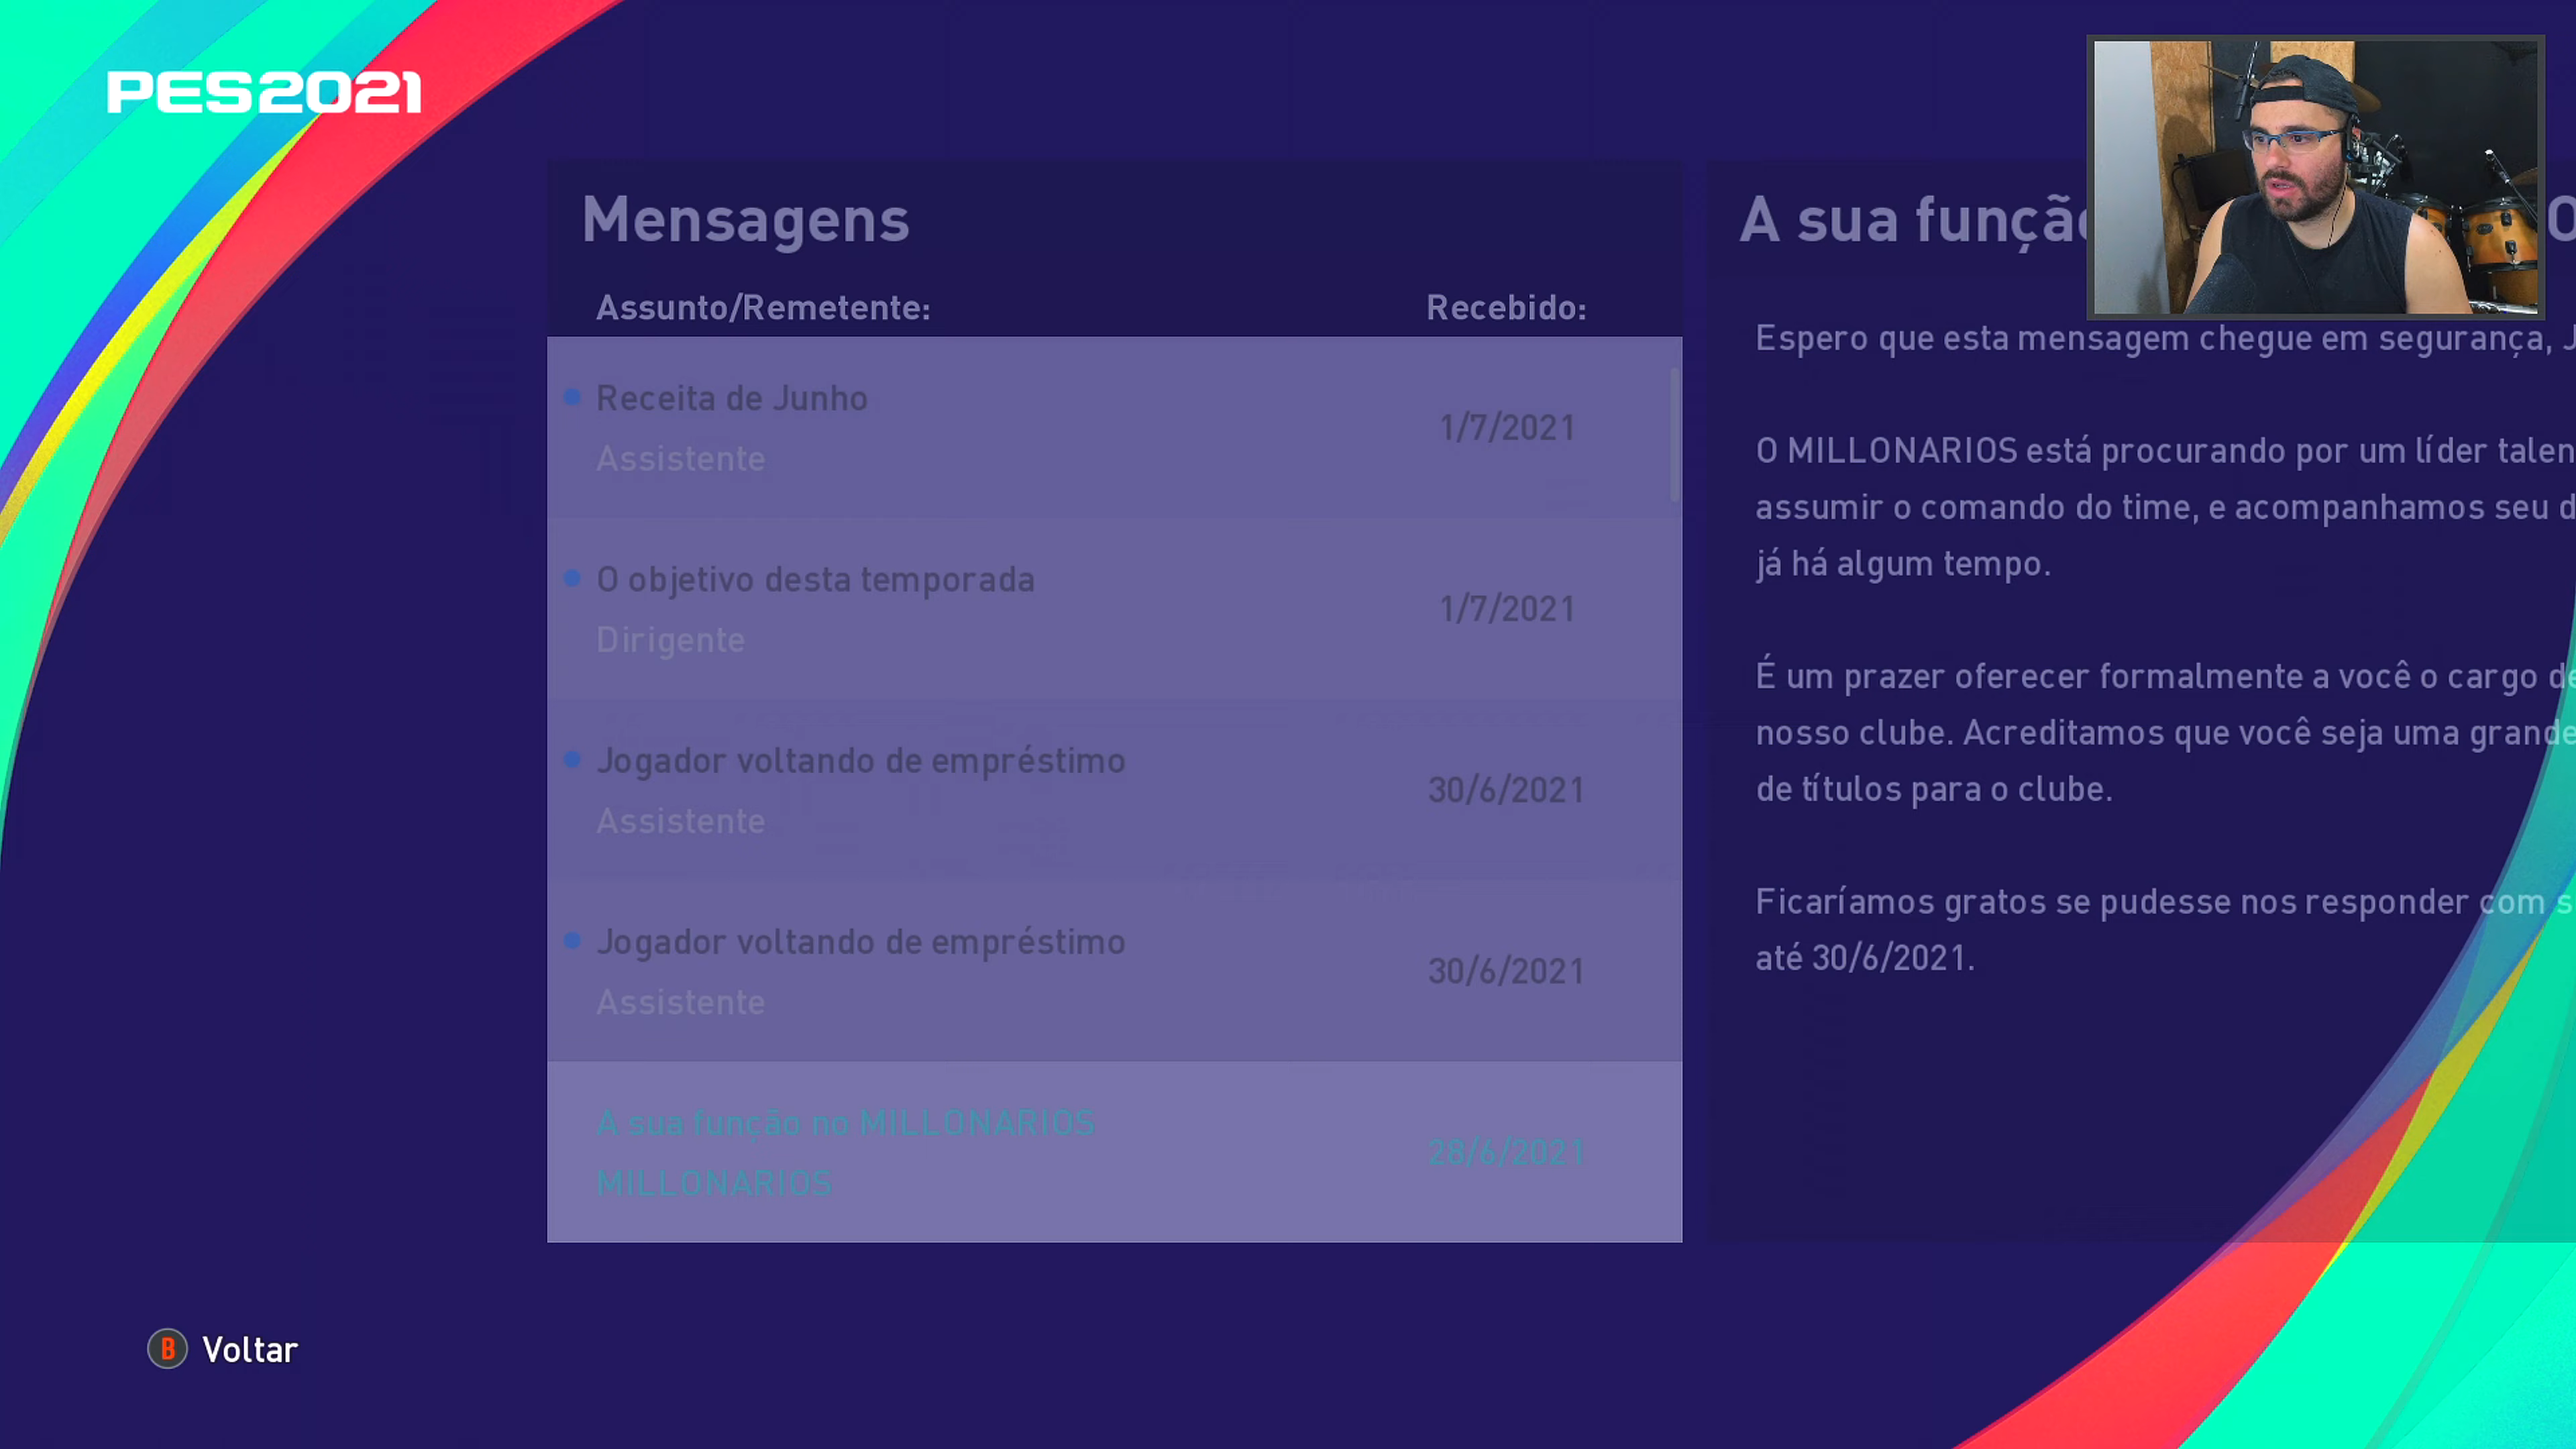 PES2021
Mensagens
Assunto/Remetente:
Recebido:
Receita de Junho
Assistente
1/7/2021
O objetivo desta temporada
Dirigente
1/7/2021
Jogador voltando de empréstimo
Assistente
30/6/2021
Jogador voltando de empréstimo
Assistente
30/6/2021
A sua função no MILLONARIOS
MILLONARIOS
28/6/2021
A sua função
Espero que esta mensagem chegue em segurança, J
O MILLONARIOS está procurando por um líder talen
assumir o comando do time, e acompanhamos seu d
já há algum tempo.
É um prazer oferecer formalmente a você o cargo de
nosso clube. Acreditamos que você seja uma grande
de títulos para o clube.
Ficaríamos gratos se pudesse nos responder com s
até 30/6/2021.
B Voltar